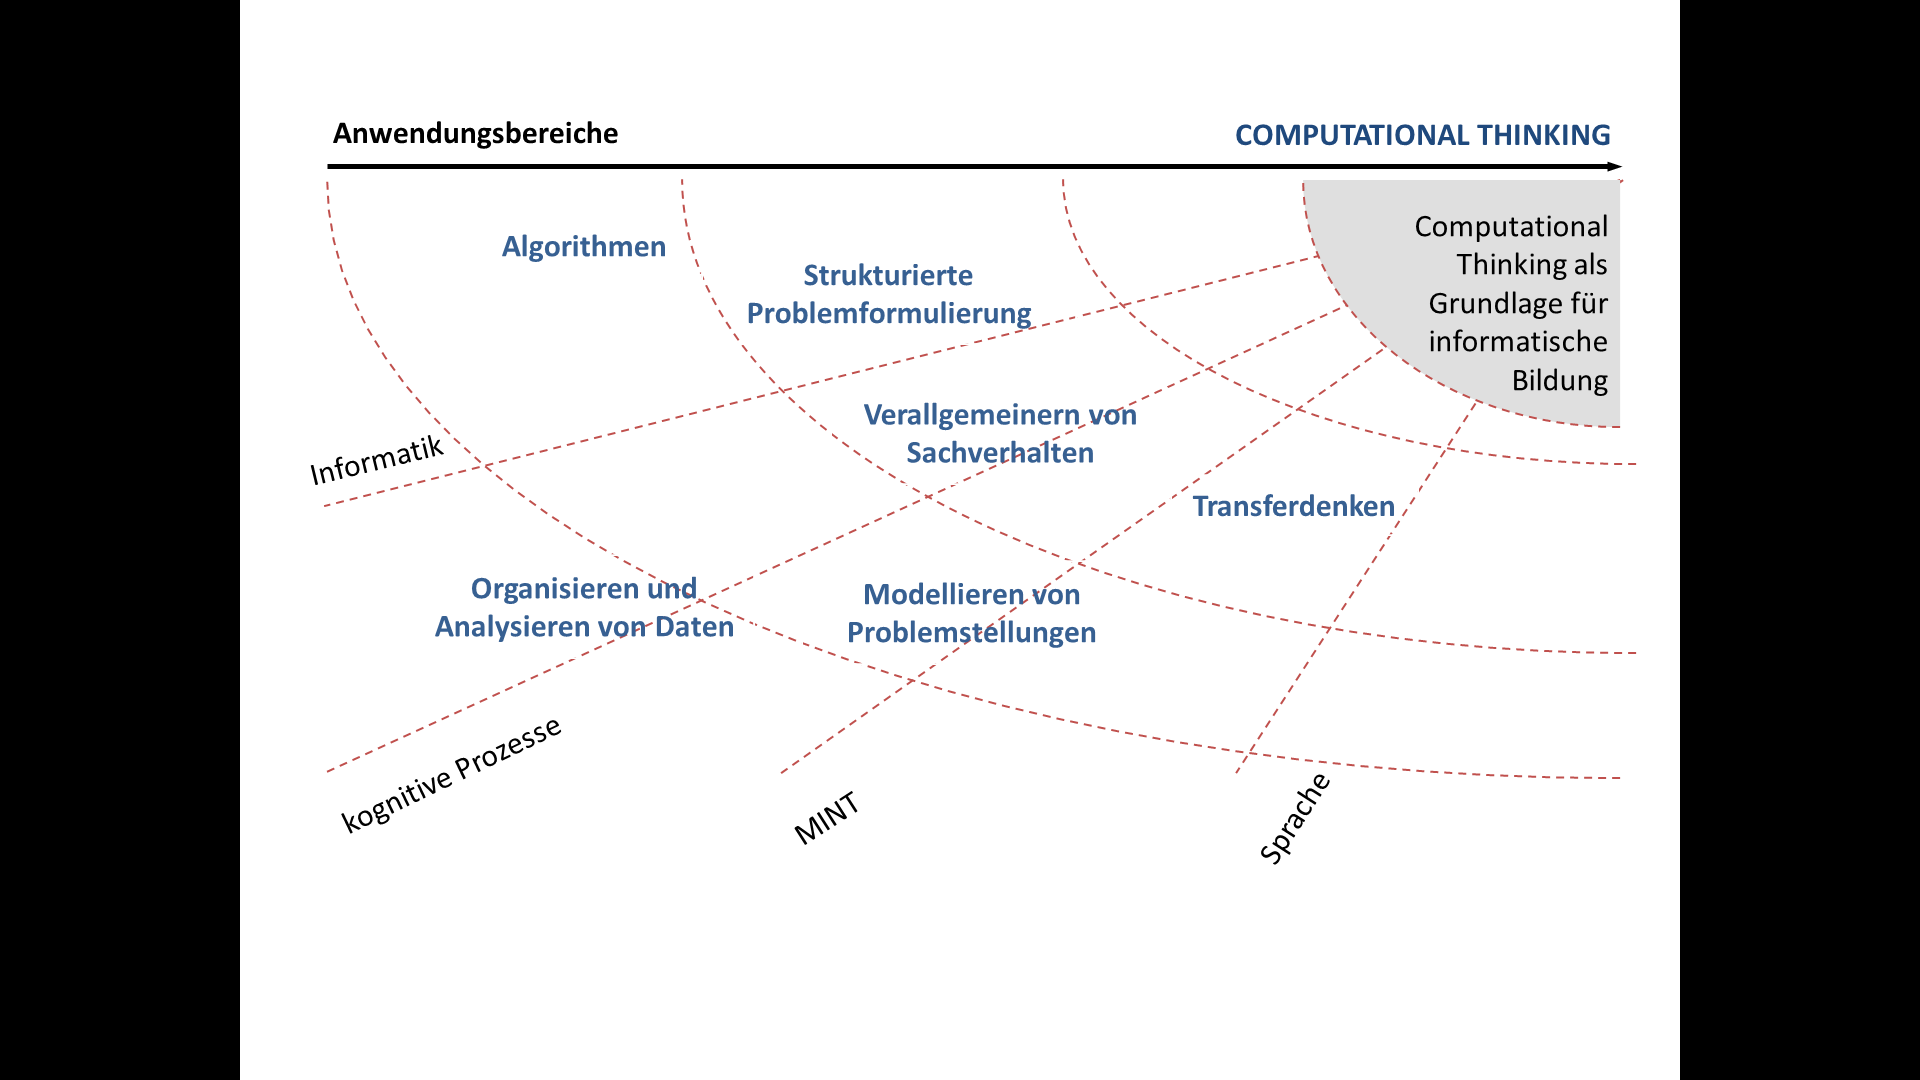 Anwendungsbereiche
COMPUTATIONAL THINKING
Computational
Thinking als
Grundlage für
informatische
Bildung
Algorithmen
Strukturierte
Problemformulierung
Verallgemeinern von
Sachverhalten
Informatik
Transferdenken
Organisieren und
Analysieren von Daten
Modellieren von
Problemstellungen
kognitive Prozesse
MINT
Sprache